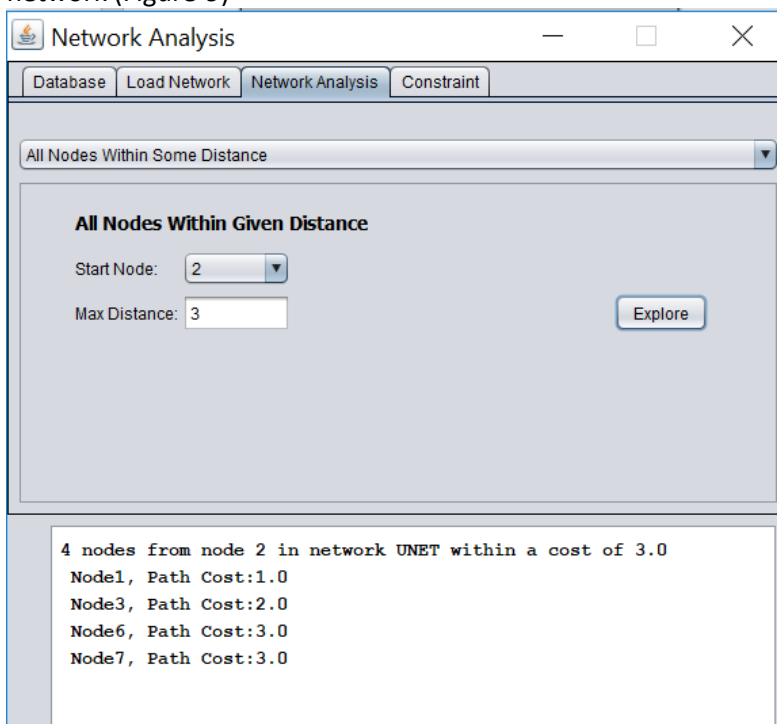 network (Figure 3)
Network Analysis
Database Load Network Network Analysis Constraint
All Nodes Within Some Distance
All Nodes Within Given Distance
Start Node: 2
Max Distance: 3 Explore
4 nodes from node 2 in network UNET within a cost of 3.0
Node1, Path Cost:1.0
Node3, Path Cost:2.0
Node6, Path Cost:3.0
Node7, Path Cost:3.0